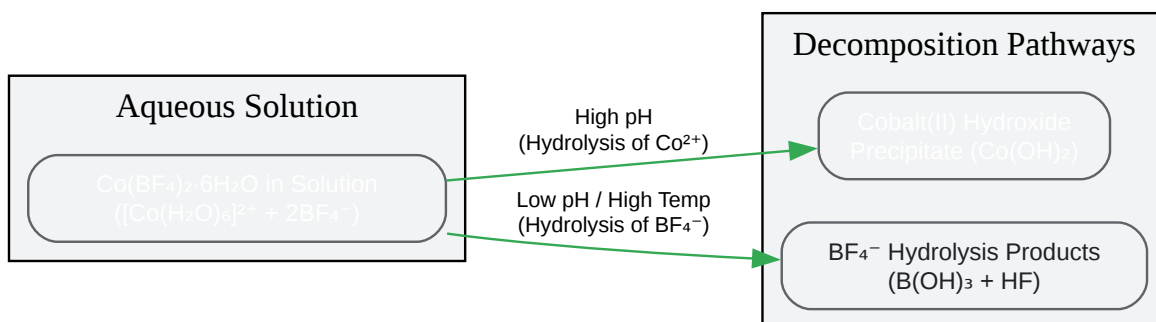 Aqueous Solution
Co(BF₄)₂·6H₂O in Solution
([Co(H₂O)₆]²⁺ + 2BF₄⁻)
High pH
(Hydrolysis of Co²⁺)
Low pH / High Temp
(Hydrolysis of BF₄⁻)
Decomposition Pathways
Cobalt(II) Hydroxide
Precipitate (Co(OH)₂)
BF₄⁻ Hydrolysis Products
(B(OH)₃ + HF)